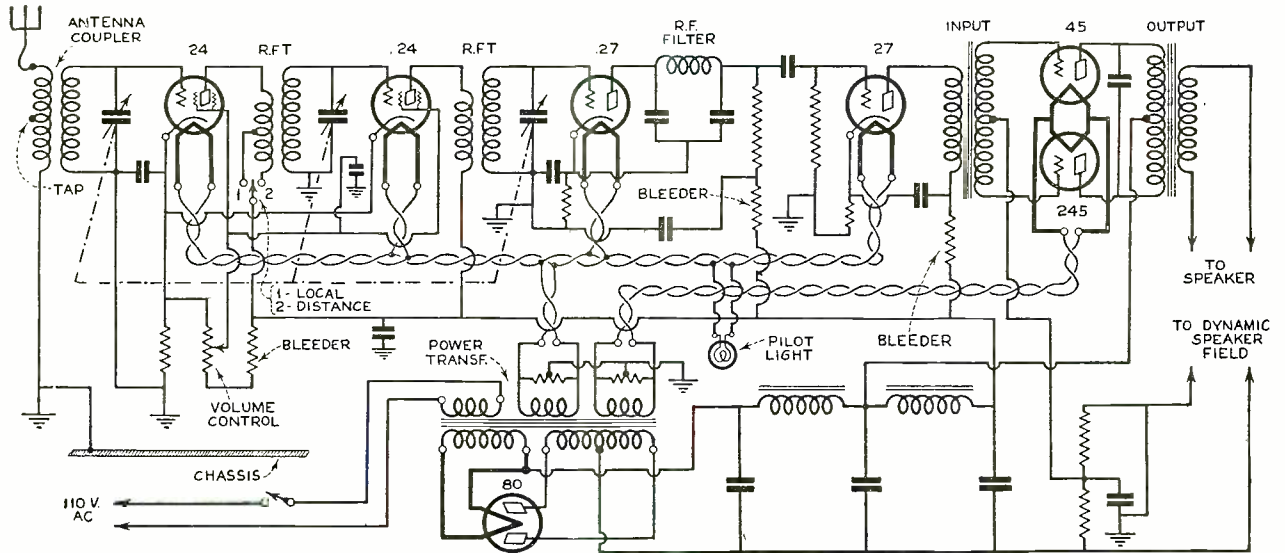 ANTENNA
COUPLER
24
R.F.T
.24
R.F.T
.27
R.F.
FILTER
27
INPUT
45
OUTPUT
TAP
1
2
BLEEDER
245
TO
SPEAKER
1- LOCAL
2- DISTANCE
BLEEDER
POWER
TRANSF.
PILOT
LIGHT
BLEEDER
TO DYNAMIC
SPEAKER
FIELD
VOLUME
CONTROL
CHASSIS
110 V.
AC
80